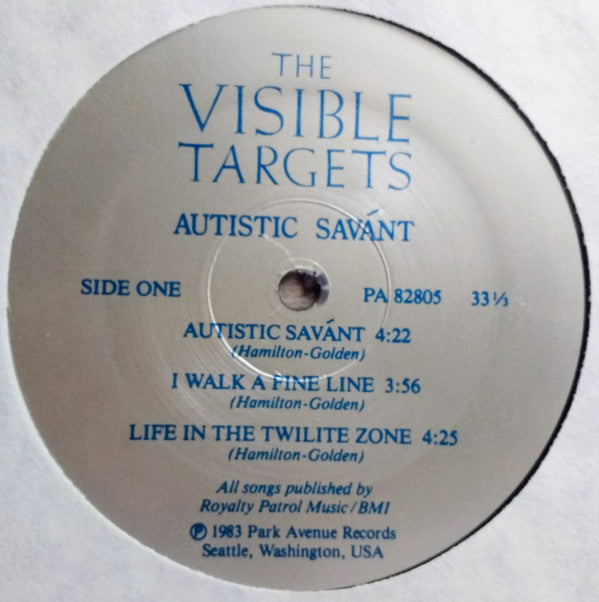 THE
VISIBLE
TARGETS
AUTISTIC SAVÁNT
SIDE ONE PA 82805 33⅓
AUTISTIC SAVÁNT 4:22
(Hamilton-Golden)
I WALK A FINE LINE 3:56
(Hamilton-Golden)
LIFE IN THE TWILITE ZONE 4:25
(Hamilton-Golden)
All songs published by
Royalty Patrol Music/BMI
℗ 1983 Park Avenue Records
Seattle, Washington, USA